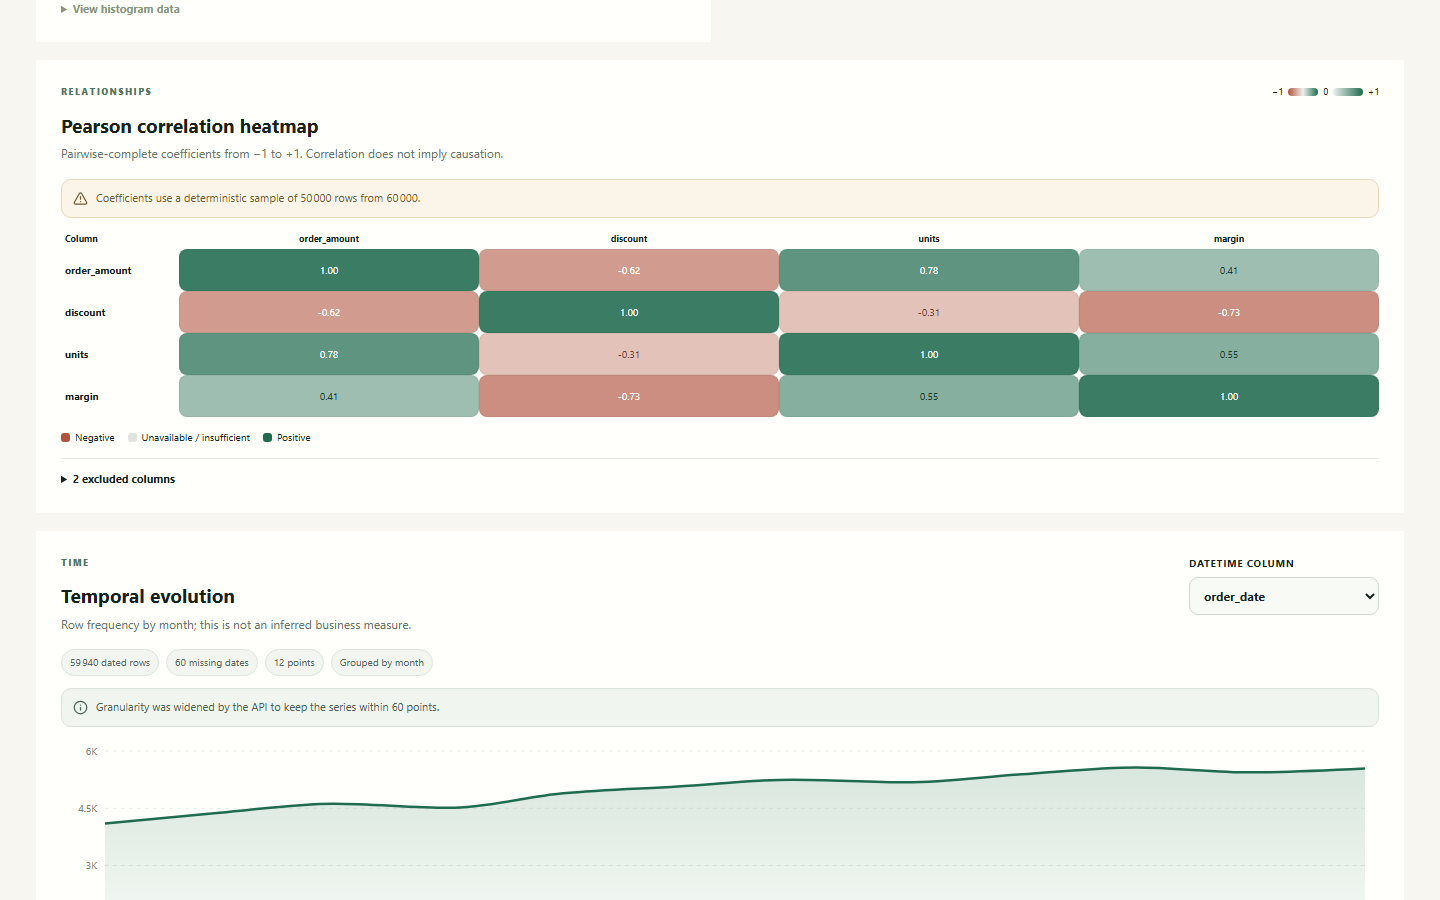 ▶ View histogram data
RELATIONSHIPS
−1 0 +1
Pearson correlation heatmap
Pairwise-complete coefficients from −1 to +1. Correlation does not imply causation.
Coefficients use a deterministic sample of 50 000 rows from 60 000.
Column order_amount discount units margin
order_amount 1.00 -0.62 0.78 0.41
discount -0.62 1.00 -0.31 -0.73
units 0.78 -0.31 1.00 0.55
margin 0.41 -0.73 0.55 1.00
Negative Unavailable / insufficient Positive
▶ 2 excluded columns
TIME
DATETIME COLUMN
Temporal evolution
order_date
Row frequency by month; this is not an inferred business measure.
59 940 dated rows 60 missing dates 12 points Grouped by month
Granularity was widened by the API to keep the series within 60 points.
6K
4.5K
3K